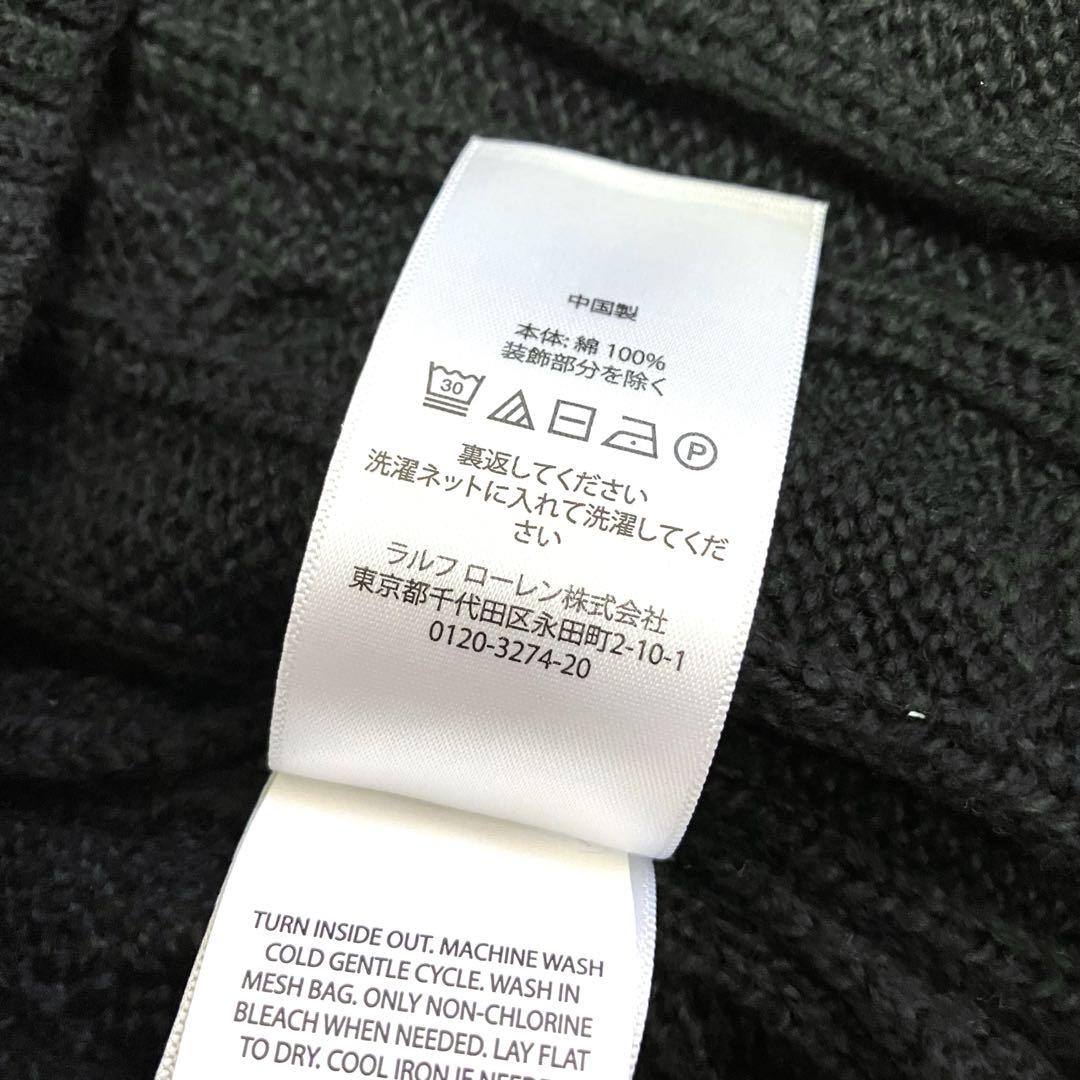 中国製
本体: 綿 100%
装飾部分を除く
30
P
裏返してください
洗濯ネットに入れて洗濯してくだ
さい
ラルフ ローレン株式会社
東京都千代田区永田町2-10-1
0120-3274-20
TURN INSIDE OUT. MACHINE WASH
COLD GENTLE CYCLE. WASH IN
MESH BAG. ONLY NON-CHLORINE
BLEACH WHEN NEEDED. LAY FLAT
TO DRY. COOL IRON IF